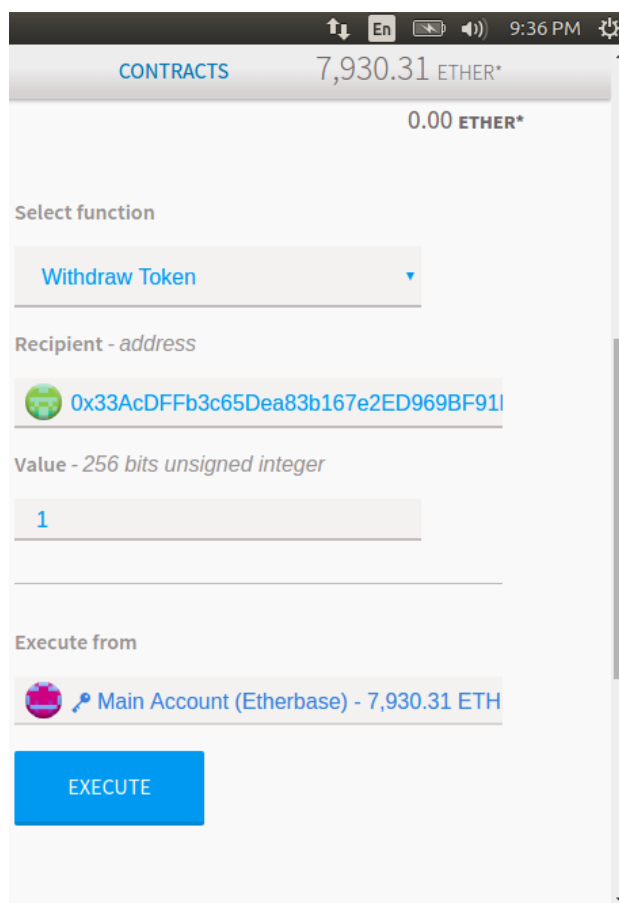 En 9:36 PM
CONTRACTS 7,930.31 ETHER*
0.00 ETHER*
Select function
Withdraw Token
Recipient - address
0x33AcDFFb3c65Dea83b167e2ED969BF91
Value - 256 bits unsigned integer
1
Execute from
Main Account (Etherbase) - 7,930.31 ETH
EXECUTE